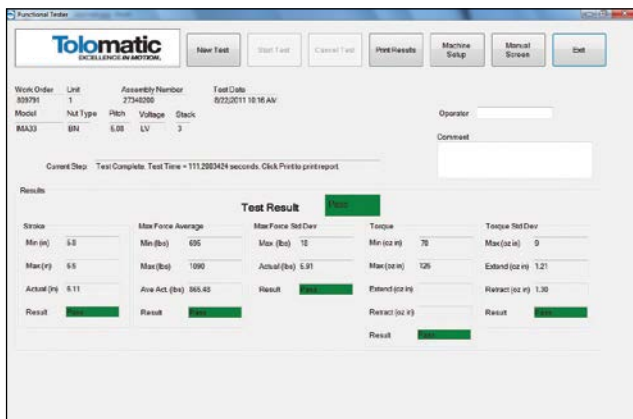 Functional Tester
Tolomatic
EXCELLENCE IN MOTION.
New Test
Start Test
Cancel Test
Print Results
Machine Setup
Manual Screen
Exit
Work Order Unit Assembly Number Test Date
1 27340200 8/22/2011 10:16 AM
Model Nut Type Pitch Voltage Stack
IMA33 BN LV 3
Operator
Comment
Current Step: Test Complete. Test Time = 111.2003424 seconds. Click Print to print report.
Results
Test Result Pass
Stroke Max Force Average Max Force Std Dev Torque Torque Std Dev
Min (in) Min (lbs) 695 Max (lbs) 10 Min (oz in) 70 Max (oz in) 9
Max (in) Max (lbs) 1090 Actual (lbs) 5.91 Max (oz in) 126 Extend (oz in) 1.21
Actual (in) Ave Act. (lbs) 865.48 Result Pass Extend (oz in) Retract (oz in) 1.30
Result Pass Result Pass Retract (oz in) Result Pass
Result Pass